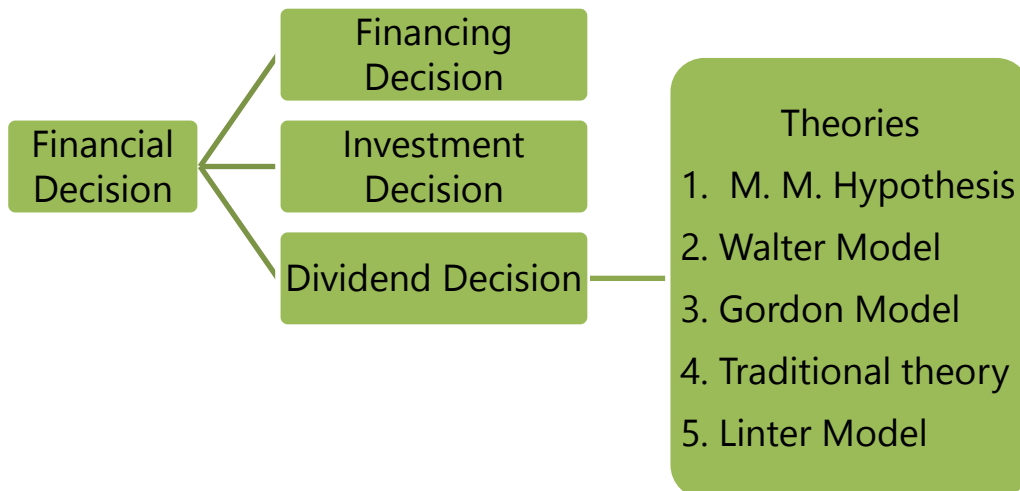 Financial
Decision
Financing
Decision
Investment
Decision
Dividend Decision
Theories
1. M. M. Hypothesis
2. Walter Model
3. Gordon Model
4. Traditional theory
5. Linter Model